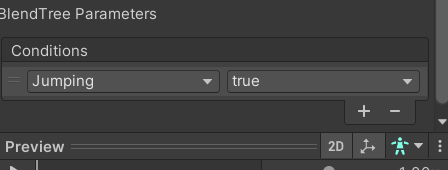 BlendTree Parameters
Conditions
Jumping true
Preview 2D